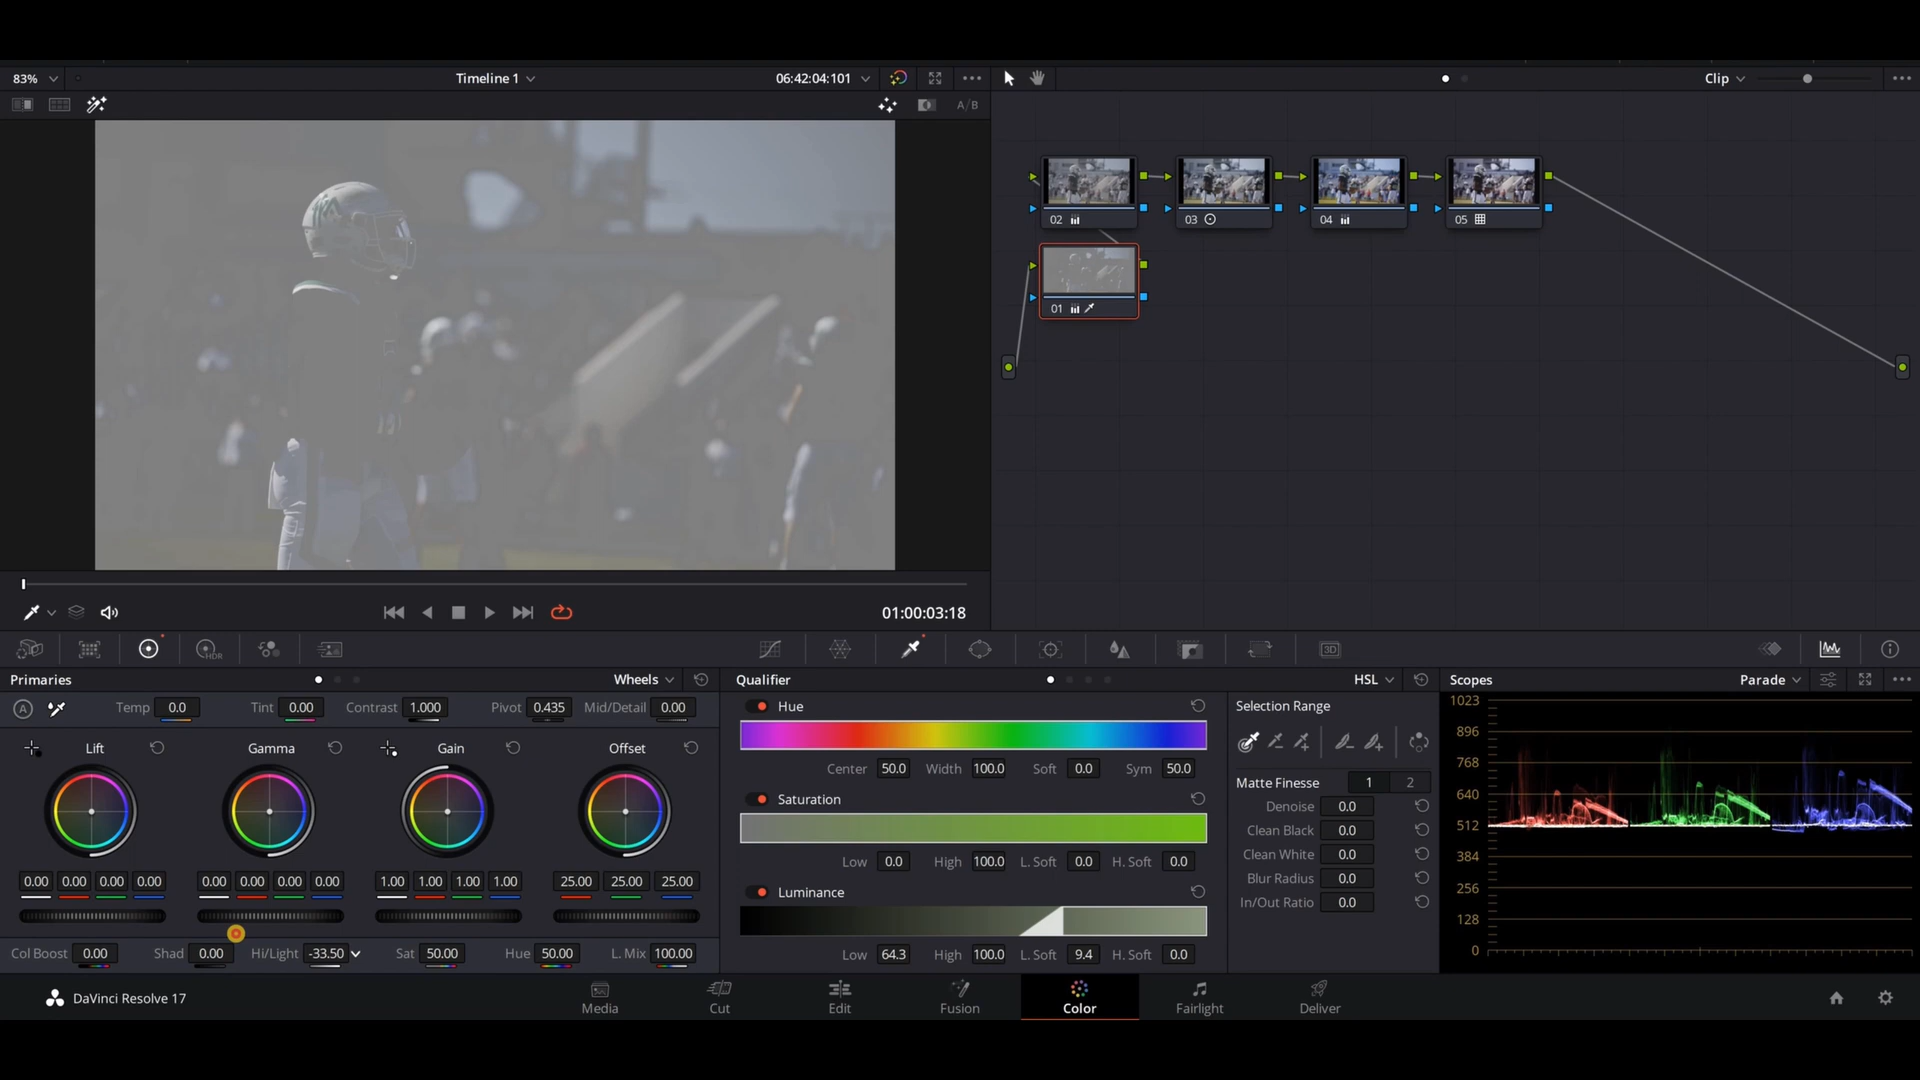 83% Timeline 1 06:42:04:101 Clip
A/B
02 03 04 05
01
01:00:03:18
HDR 3D
Primaries Wheels Qualifier HSL Scopes Parade
A Temp 0.0 Tint 0.00 Contrast 1.000 Pivot 0.435 Mid/Detail 0.00
Lift Gamma Gain Offset
0.00 0.00 0.00 0.00 0.00 0.00 0.00 0.00 1.00 1.00 1.00 1.00 25.00 25.00 25.00
Col Boost 0.00 Shad 0.00 Hi/Light -33.50 Sat 50.00 Hue 50.00 L. Mix 100.00
Hue
Center 50.0 Width 100.0 Soft 0.0 Sym 50.0
Saturation
Low 0.0 High 100.0 L. Soft 0.0 H. Soft 0.0
Luminance
Low 64.3 High 100.0 L. Soft 9.4 H. Soft 0.0
Selection Range
Matte Finesse 1 2
Denoise 0.0
Clean Black 0.0
Clean White 0.0
Blur Radius 0.0
In/Out Ratio 0.0
1023
896
768
640
512
384
256
128
0
DaVinci Resolve 17
Media Cut Edit Fusion Color Fairlight Deliver